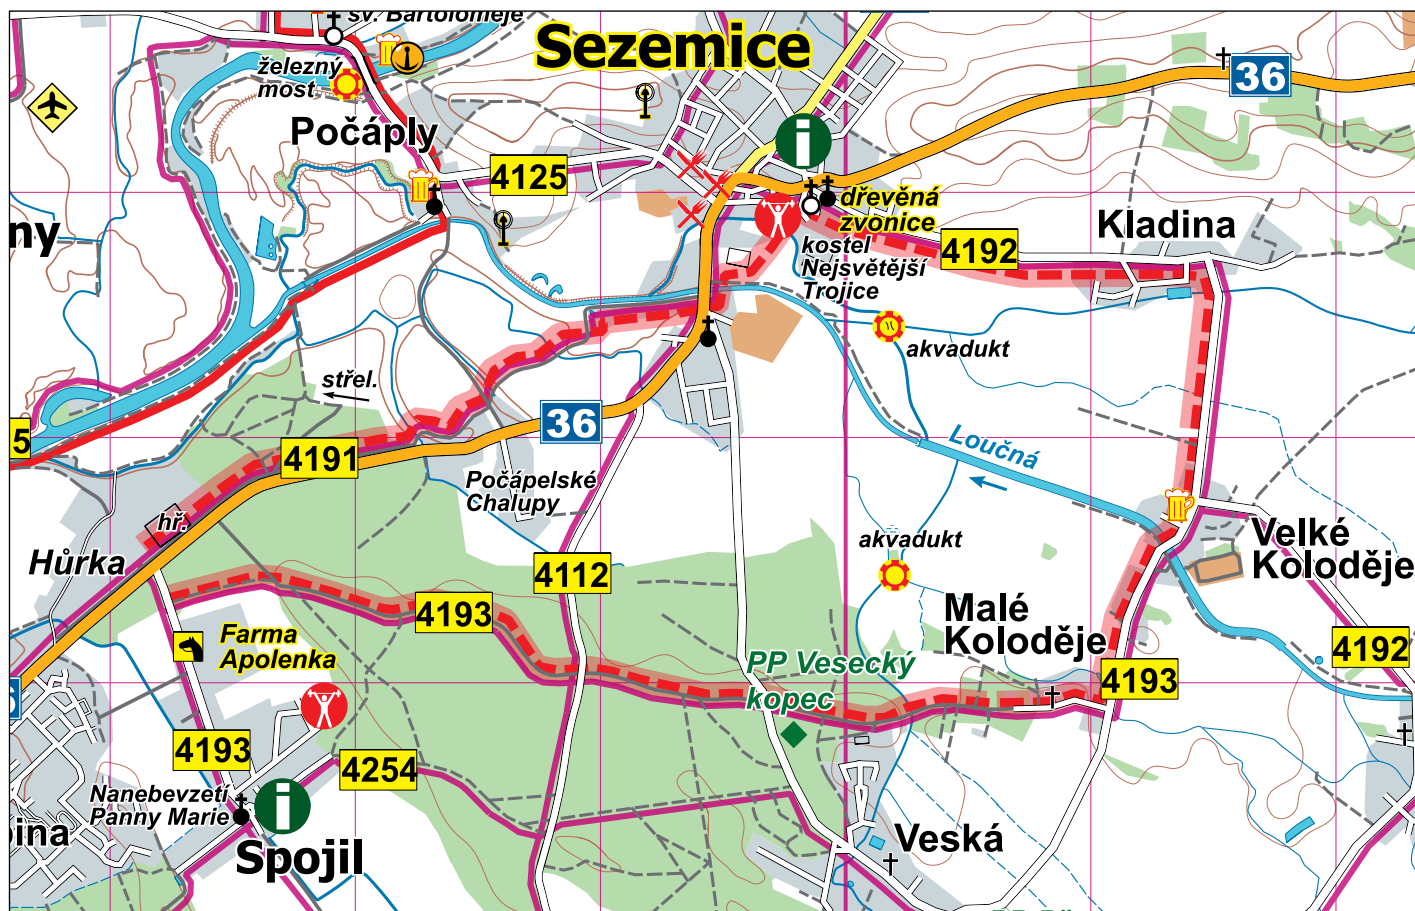 sv. Bartoloměje
Sezemice
železný
most
36
Počáply
4125
dřevěná
zvonice
Kladina
ny
4192
kostel
Nejsvětější
Trojice
akvadukt
střel.
36
5
4191
Loučná
Počápelské
Chalupy
hř.
Velké
Koloděje
akvadukt
Hůrka
4112
4193
Malé
Koloděje
Farma
Apolenka
4192
PP Vesecký
kopec
4193
4193
4254
Nanebevzetí
Panny Marie
ina
Veská
Spojil